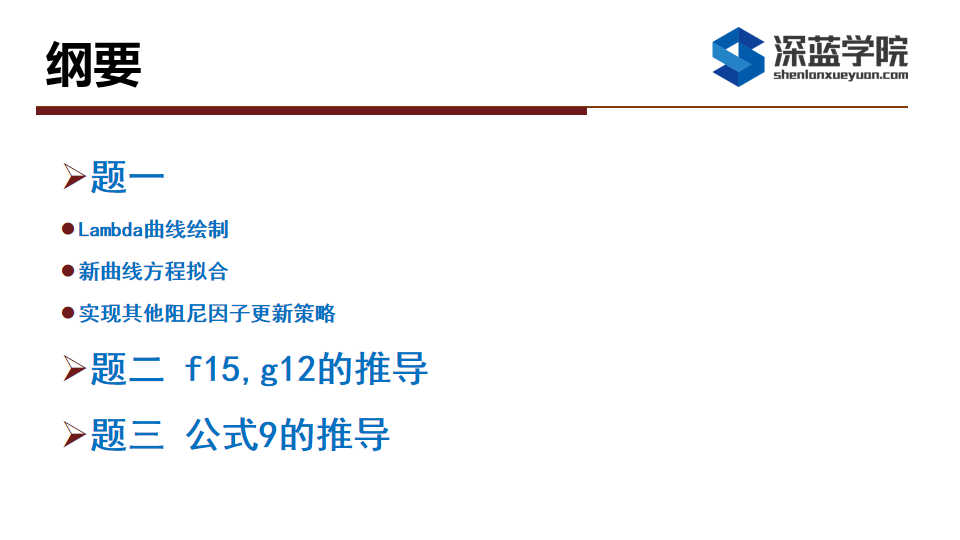 纲要
深蓝学院
shenlanxueyuan.com
题一
Lambda曲线绘制
新曲线方程拟合
实现其他阻尼因子更新策略
题二 f15,g12的推导
题三 公式9的推导